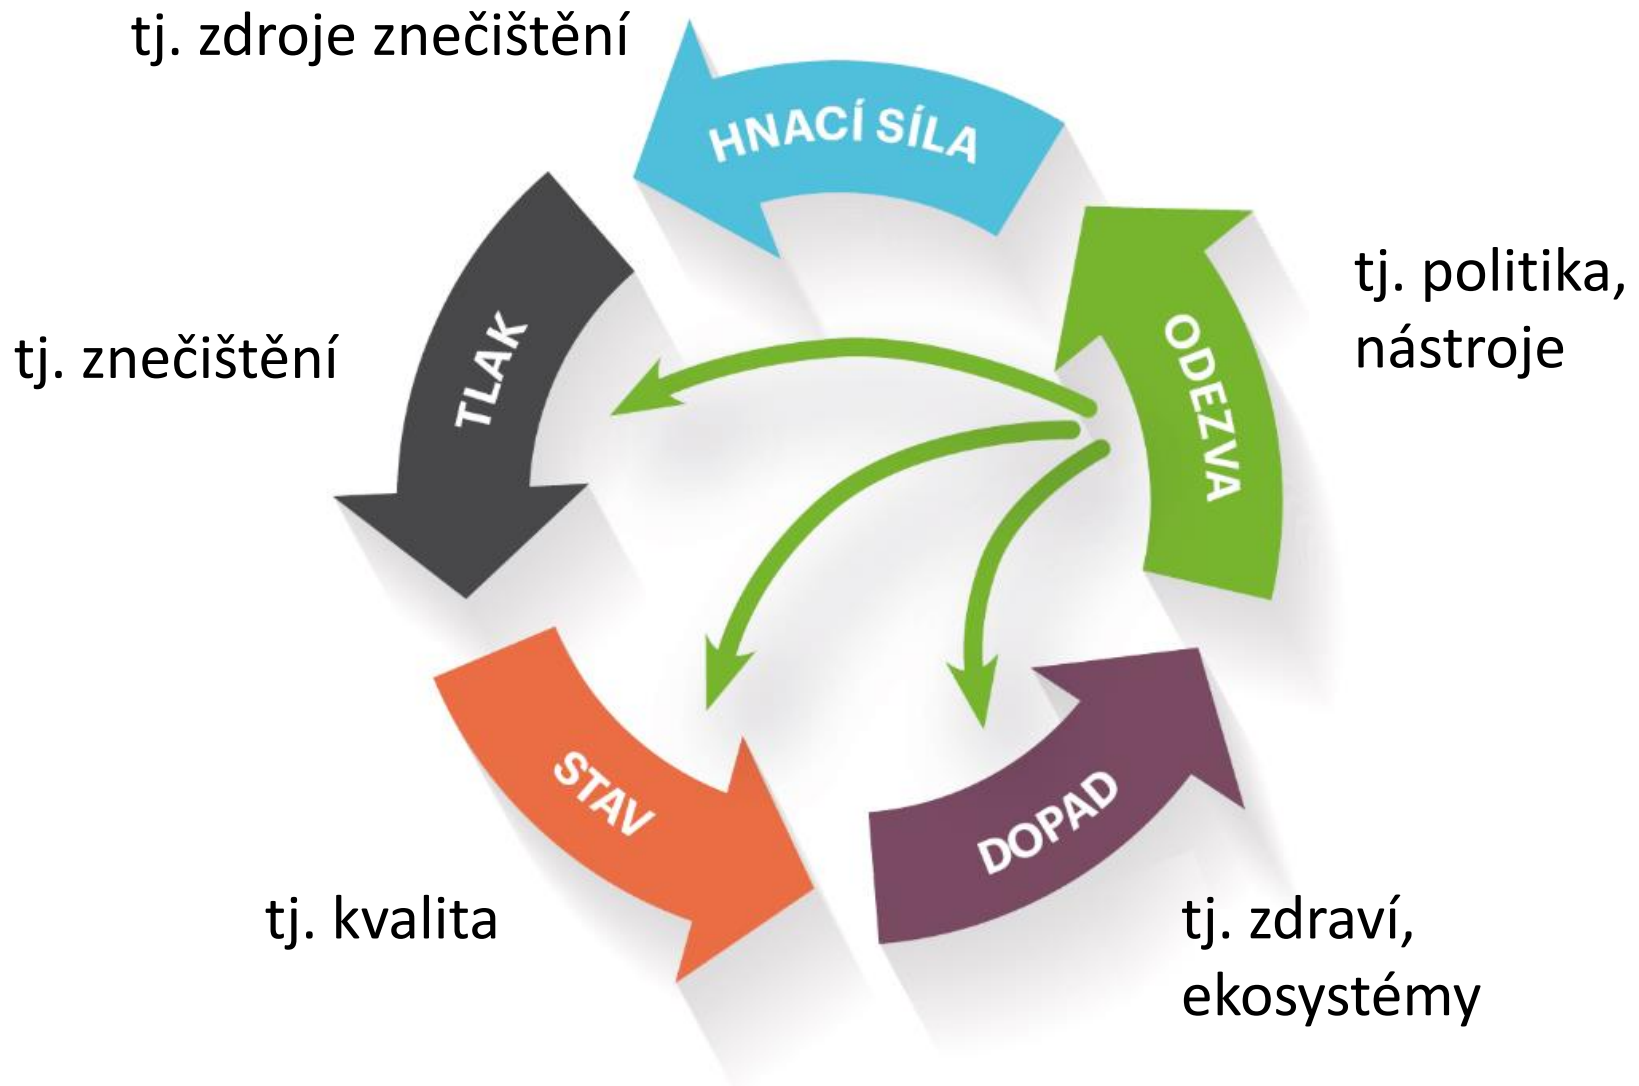 tj. zdroje znečištění
HNACÍ SÍLA
tj. politika,
nástroje
ODEZVA
TLAK
tj. znečištění
STAV
tj. kvalita
DOPAD
tj. zdraví,
ekosystémy